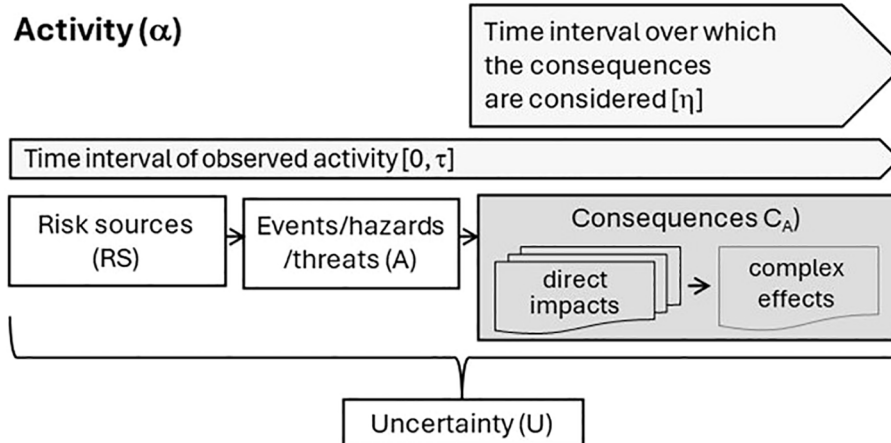 Activity (α)
Time interval over which
the consequences
are considered [η]
Time interval of observed activity [0, τ]
Risk sources
(RS)
Events/hazards
/threats (A)
Consequences C_A)
direct
impacts
complex
effects
Uncertainty (U)